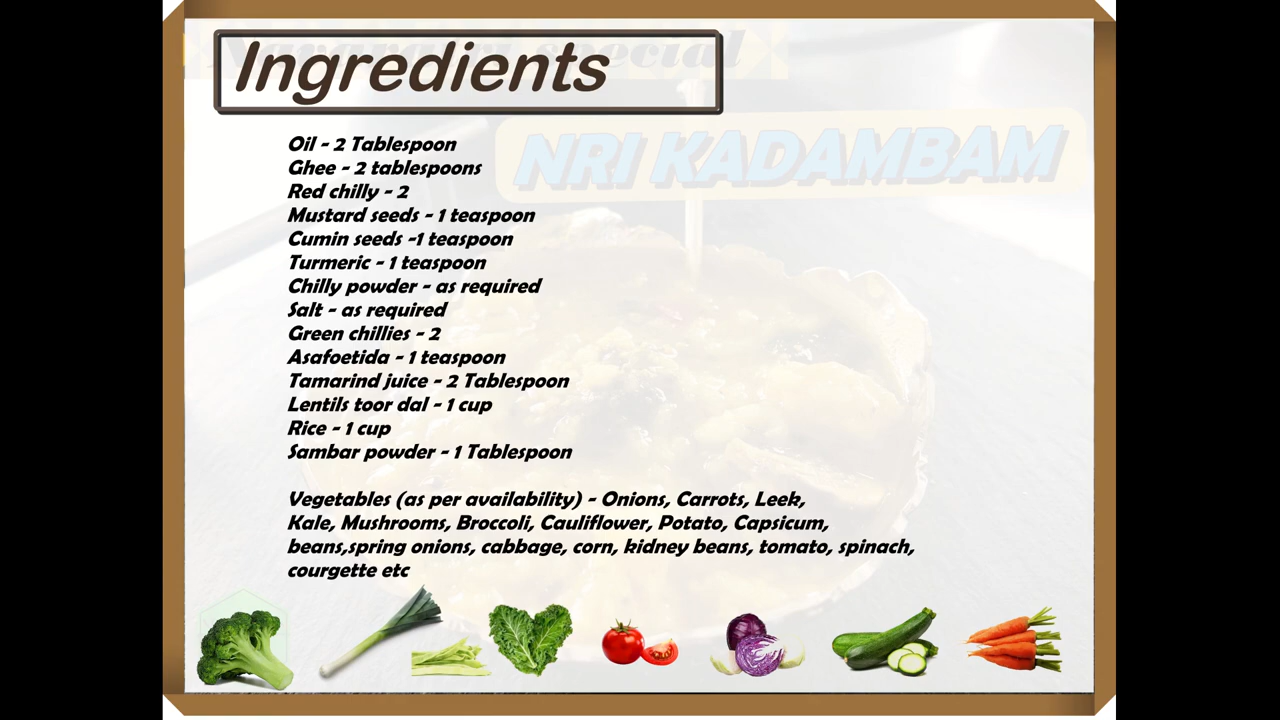 Navaratri special
Ingredients
NRI KADAMBAM
Oil - 2 Tablespoon
Ghee - 2 tablespoons
Red chilly - 2
Mustard seeds - 1 teaspoon
Cumin seeds -1 teaspoon
Turmeric - 1 teaspoon
Chilly powder - as required
Salt - as required
Green chillies - 2
Asafoetida - 1 teaspoon
Tamarind juice - 2 Tablespoon
Lentils toor dal - 1 cup
Rice - 1 cup
Sambar powder - 1 Tablespoon
Vegetables (as per availability) - Onions, Carrots, Leek,
Kale, Mushrooms, Broccoli, Cauliflower, Potato, Capsicum,
beans,spring onions, cabbage, corn, kidney beans, tomato, spinach,
courgette etc